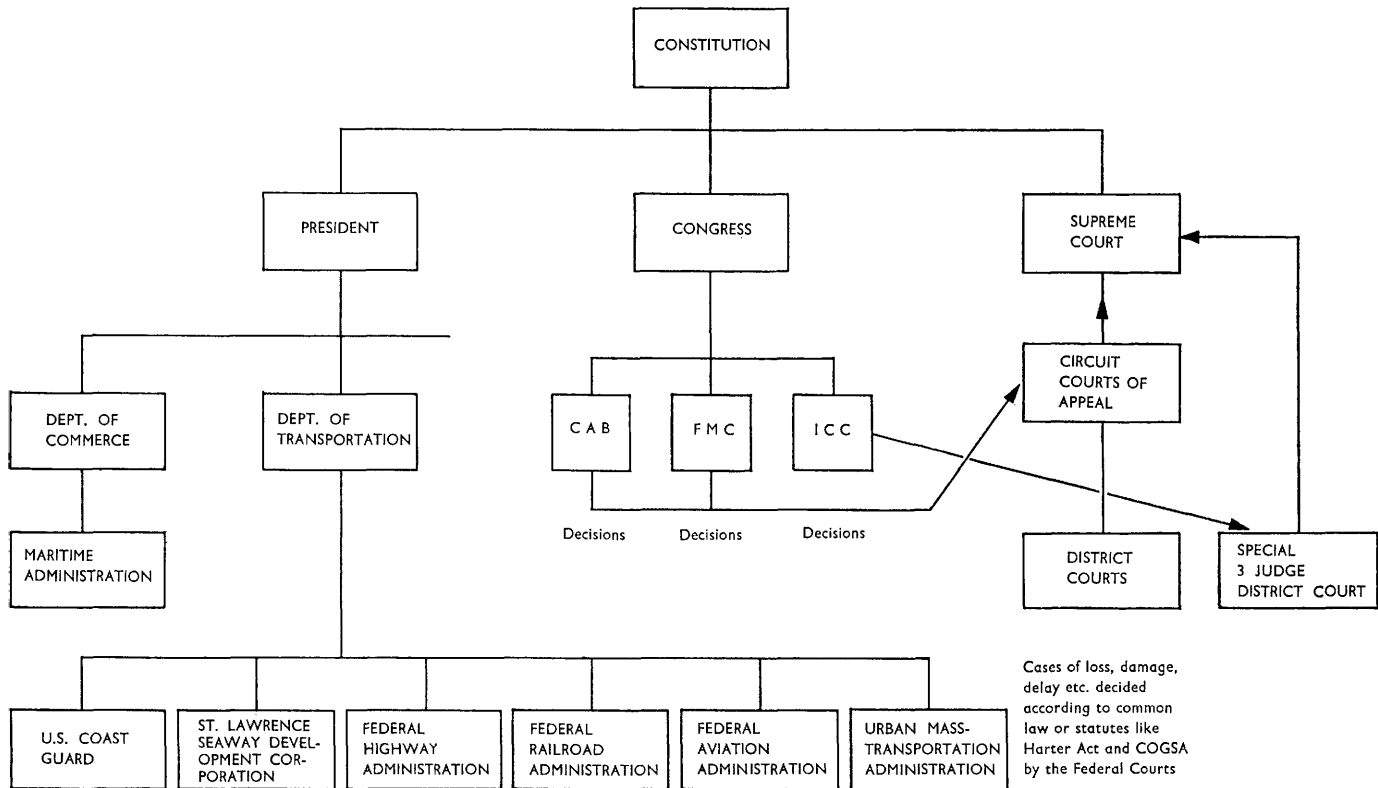 CONSTITUTION
PRESIDENT
CONGRESS
SUPREME
COURT
CIRCUIT
COURTS OF
APPEAL
DEPT. OF
COMMERCE
DEPT. OF
TRANSPORTATION
CAB
FMC
ICC
Decisions
Decisions
Decisions
MARITIME
ADMINISTRATION
DISTRICT
COURTS
SPECIAL
3 JUDGE
DISTRICT COURT
U.S. COAST
GUARD
ST. LAWRENCE
SEAWAY DEVEL-
OPMENT COR-
PORATION
FEDERAL
HIGHWAY
ADMINISTRATION
FEDERAL
RAILROAD
ADMINISTRATION
FEDERAL
AVIATION
ADMINISTRATION
URBAN MASS-
TRANSPORTATION
ADMINISTRATION
Cases of loss, damage,
delay etc. decided
according to common
law or statutes like
Harter Act and COGSA
by the Federal Courts